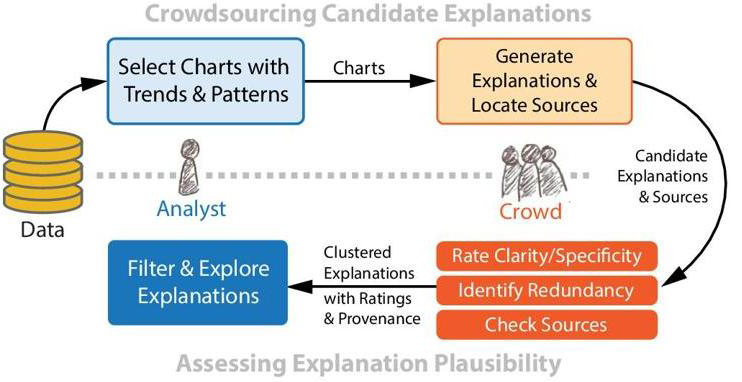 Crowdsourcing Candidate Explanations
Select Charts with
Trends & Patterns
Charts
Generate
Explanations &
Locate Sources
Candidate
Explanations
& Sources
Data
Analyst
Crowd
Filter & Explore
Explanations
Clustered
Explanations
with Ratings
& Provenance
Rate Clarity/Specificity
Identify Redundancy
Check Sources
Assessing Explanation Plausibility